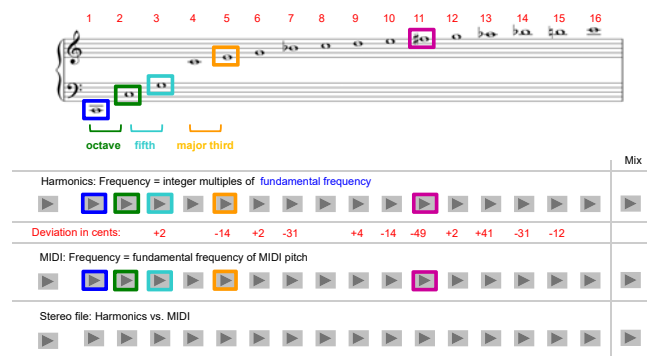 1 2 3 4 5 6 7 8 9 10 11 12 13 14 15 16
octave fifth major third
Mix
Harmonics: Frequency = integer multiples of fundamental frequency
Deviation in cents: +2 -14 +2 -31 +4 -14 -49 +2 +41 -31 -12
MIDI: Frequency = fundamental frequency of MIDI pitch
Stereo file: Harmonics vs. MIDI